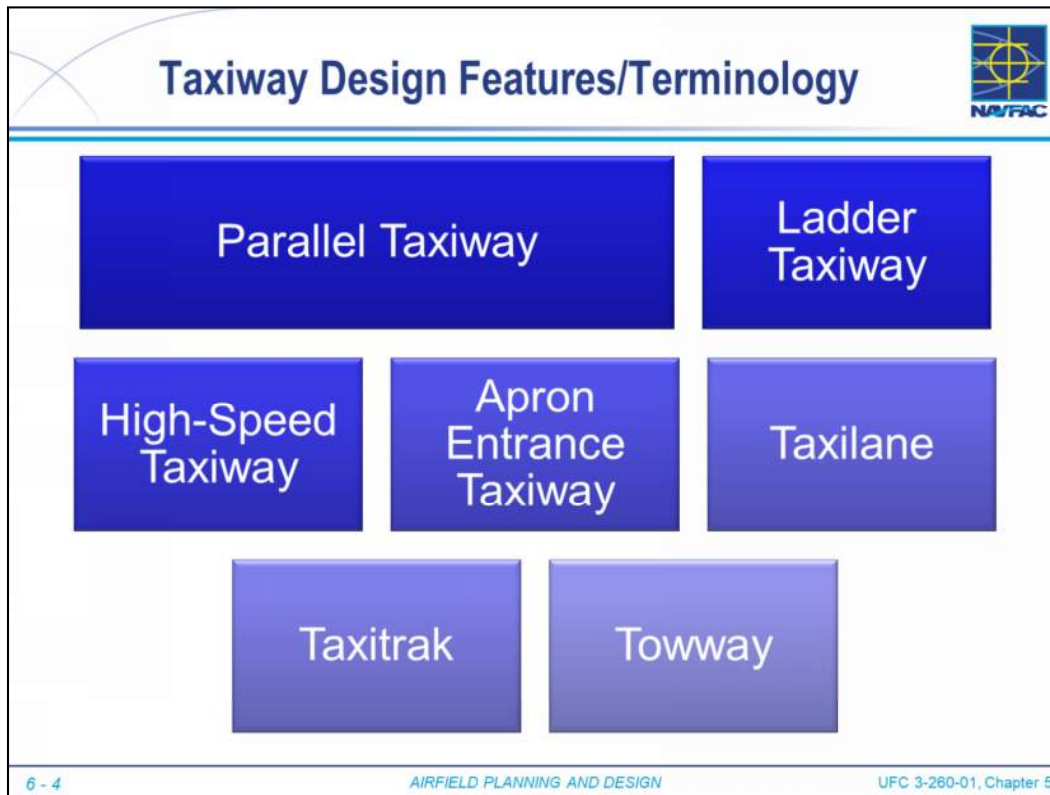 Taxiway Design Features/Terminology
NAVFAC
Parallel Taxiway
Ladder
Taxiway
High-Speed
Taxiway
Apron
Entrance
Taxiway
Taxilane
Taxitrak
Towway
6 - 4
AIRFIELD PLANNING AND DESIGN
UFC 3-260-01, Chapter 5